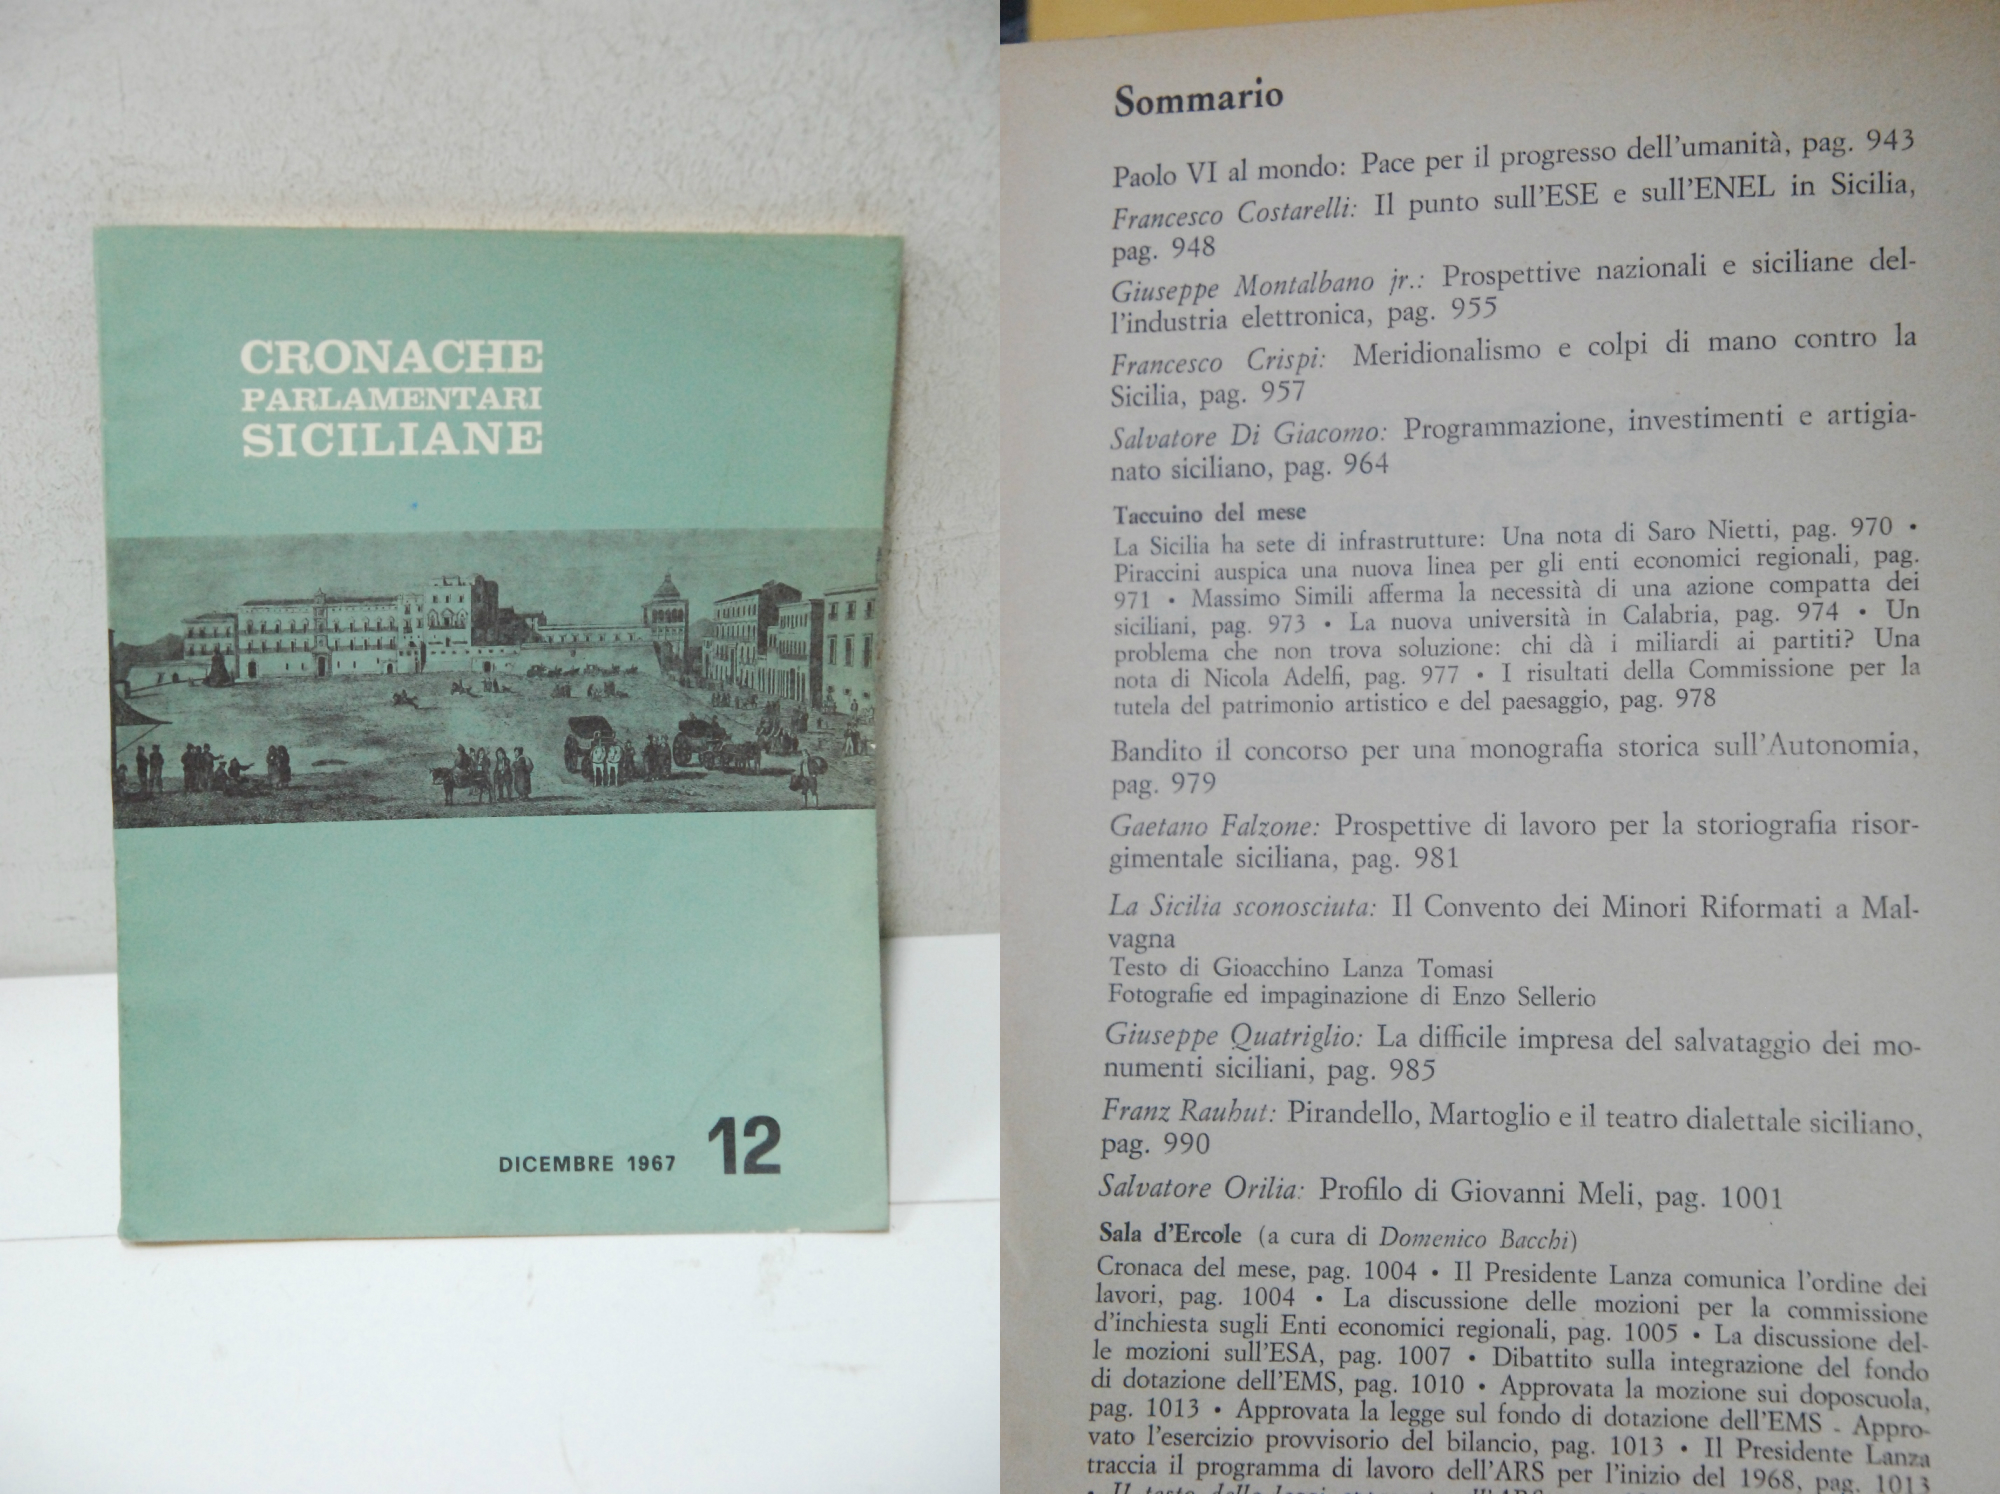 CRONACHE
PARLAMENTARI
SICILIANE
DICEMBRE 1967 12
Sommario
Paolo VI al mondo: Pace per il progresso dell'umanità, pag. 943
Francesco Costarelli: Il punto sull'ESE e sull'ENEL in Sicilia,
pag. 948
Giuseppe Montalbano jr.: Prospettive nazionali e siciliane del-
l'industria elettronica, pag. 955
Francesco Crispi: Meridionalismo e colpi di mano contro la
Sicilia, pag. 957
Salvatore Di Giacomo: Programmazione, investimenti e artigia-
nato siciliano, pag. 964
Taccuino del mese
La Sicilia ha sete di infrastrutture: Una nota di Saro Nietti, pag. 970 •
Piraccini auspica una nuova linea per gli enti economici regionali, pag.
971 • Massimo Simili afferma la necessità di una azione compatta dei
siciliani, pag. 973 • La nuova università in Calabria, pag. 974 • Un
problema che non trova soluzione: chi dà i miliardi ai partiti? Una
nota di Nicola Adelfi, pag. 977 • I risultati della Commissione per la
tutela del patrimonio artistico e del paesaggio, pag. 978
Bandito il concorso per una monografia storica sull'Autonomia,
pag. 979
Gaetano Falzone: Prospettive di lavoro per la storiografia risor-
gimentale siciliana, pag. 981
La Sicilia sconosciuta: Il Convento dei Minori Riformati a Mal-
vagna
Testo di Gioacchino Lanza Tomasi
Fotografie ed impaginazione di Enzo Sellerio
Giuseppe Quatriglio: La difficile impresa del salvataggio dei mo-
numenti siciliani, pag. 985
Franz Rauhut: Pirandello, Martoglio e il teatro dialettale siciliano,
pag. 990
Salvatore Orilia: Profilo di Giovanni Meli, pag. 1001
Sala d'Ercole (a cura di Domenico Bacchi)
Cronaca del mese, pag. 1004 • Il Presidente Lanza comunica l'ordine dei
lavori, pag. 1004 • La discussione delle mozioni per la commissione
d'inchiesta sugli Enti economici regionali, pag. 1005 • La discussione del-
le mozioni sull'ESA, pag. 1007 • Dibattito sulla integrazione del fondo
di dotazione dell'EMS, pag. 1010 • Approvata la mozione sui doposcuola,
pag. 1013 • Approvata la legge sul fondo di dotazione dell'EMS - Appro-
vato l'esercizio provvisorio del bilancio, pag. 1013 • Il Presidente Lanza
traccia il programma di lavoro dell'ARS per l'inizio del 1968, pag. 1013
• Il testo delle leggi